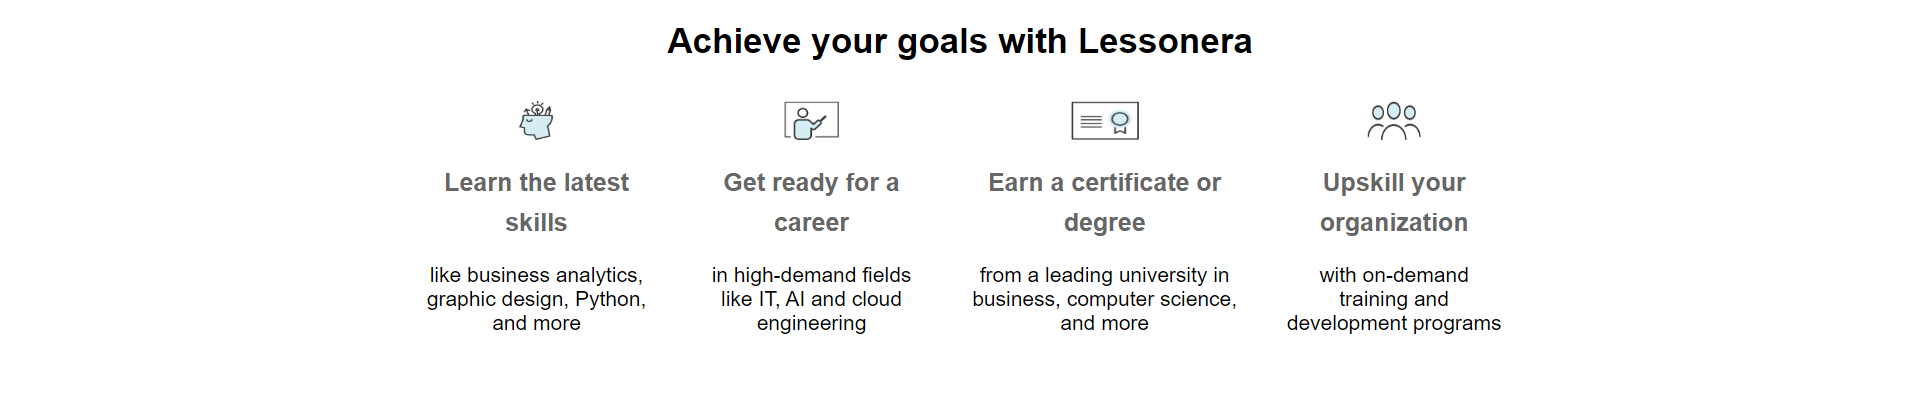 Achieve your goals with Lessonera
Learn the latest
skills
like business analytics,
graphic design, Python,
and more
Get ready for a
career
in high-demand fields
like IT, AI and cloud
engineering
Earn a certificate or
degree
from a leading university in
business, computer science,
and more
Upskill your
organization
with on-demand
training and
development programs